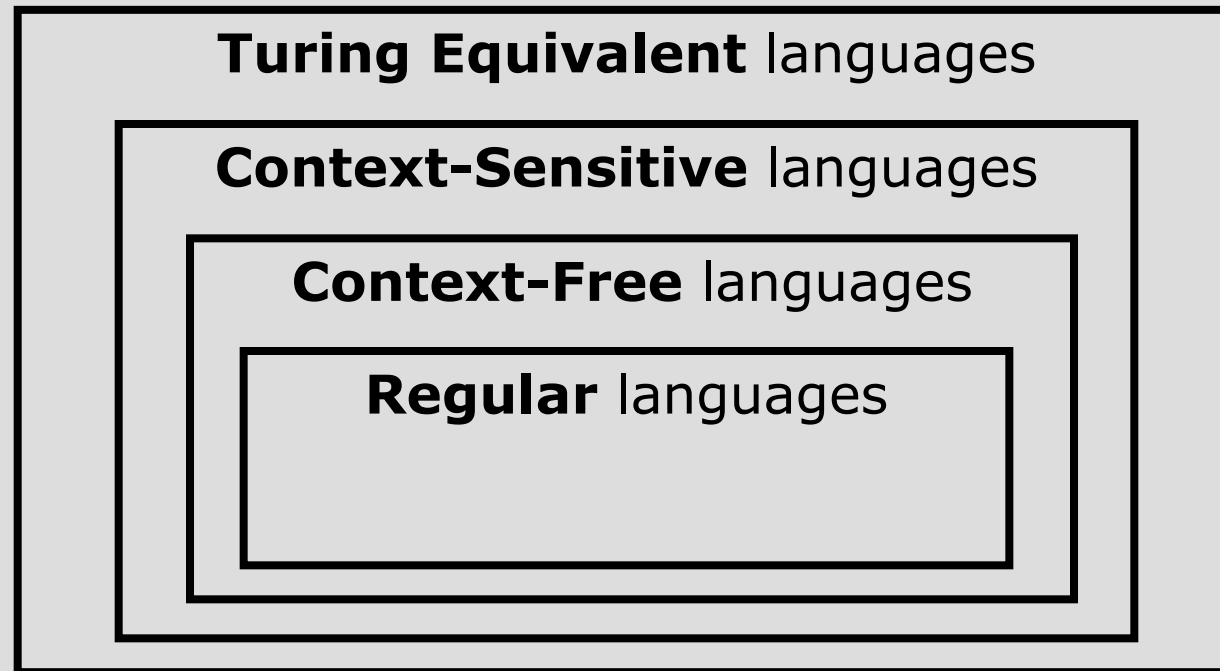 Turing Equivalent languages
Context-Sensitive languages
Context-Free languages
Regular languages